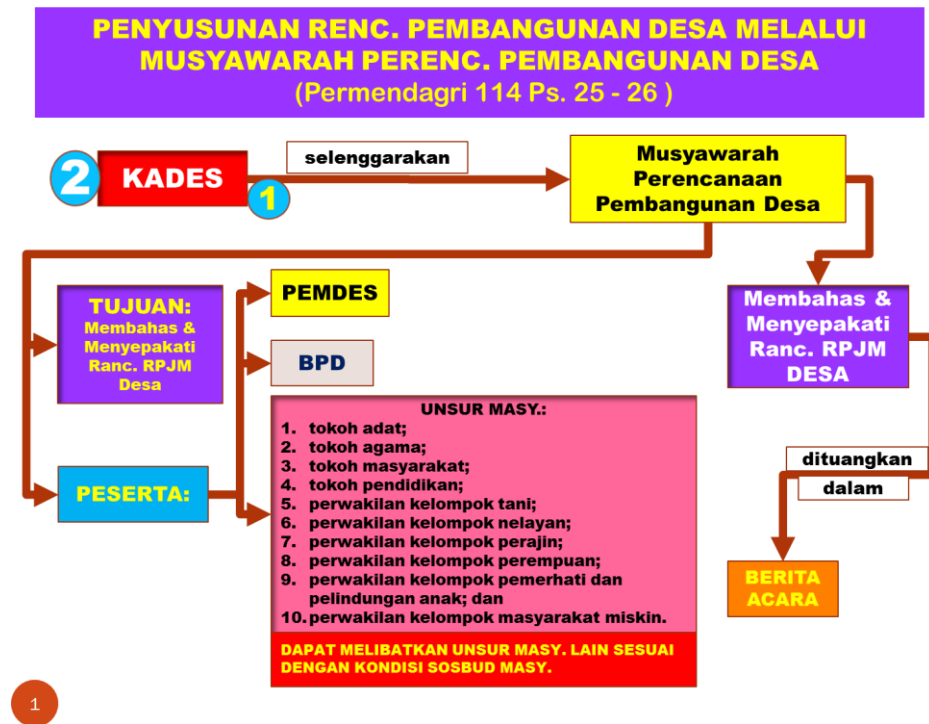 PENYUSUNAN RENC. PEMBANGUNAN DESA MELALUI
MUSYAWARAH PERENC. PEMBANGUNAN DESA
(Permendagri 114 Ps. 25 - 26 )
2
KADES
1
selenggarakan
Musyawarah
Perencanaan
Pembangunan Desa
TUJUAN:
Membahas &
Menyepakati
Ranc. RPJM
Desa
PEMDES
BPD
Membahas &
Menyepakati
Ranc. RPJM
DESA
PESERTA:
UNSUR MASY.:
1. tokoh adat;
2. tokoh agama;
3. tokoh masyarakat;
4. tokoh pendidikan;
5. perwakilan kelompok tani;
6. perwakilan kelompok nelayan;
7. perwakilan kelompok perajin;
8. perwakilan kelompok perempuan;
9. perwakilan kelompok pemerhati dan
pelindungan anak; dan
10. perwakilan kelompok masyarakat miskin.
DAPAT MELIBATKAN UNSUR MASY. LAIN SESUAI
DENGAN KONDISI SOSBUD MASY.
dituangkan
dalam
BERITA
ACARA
1